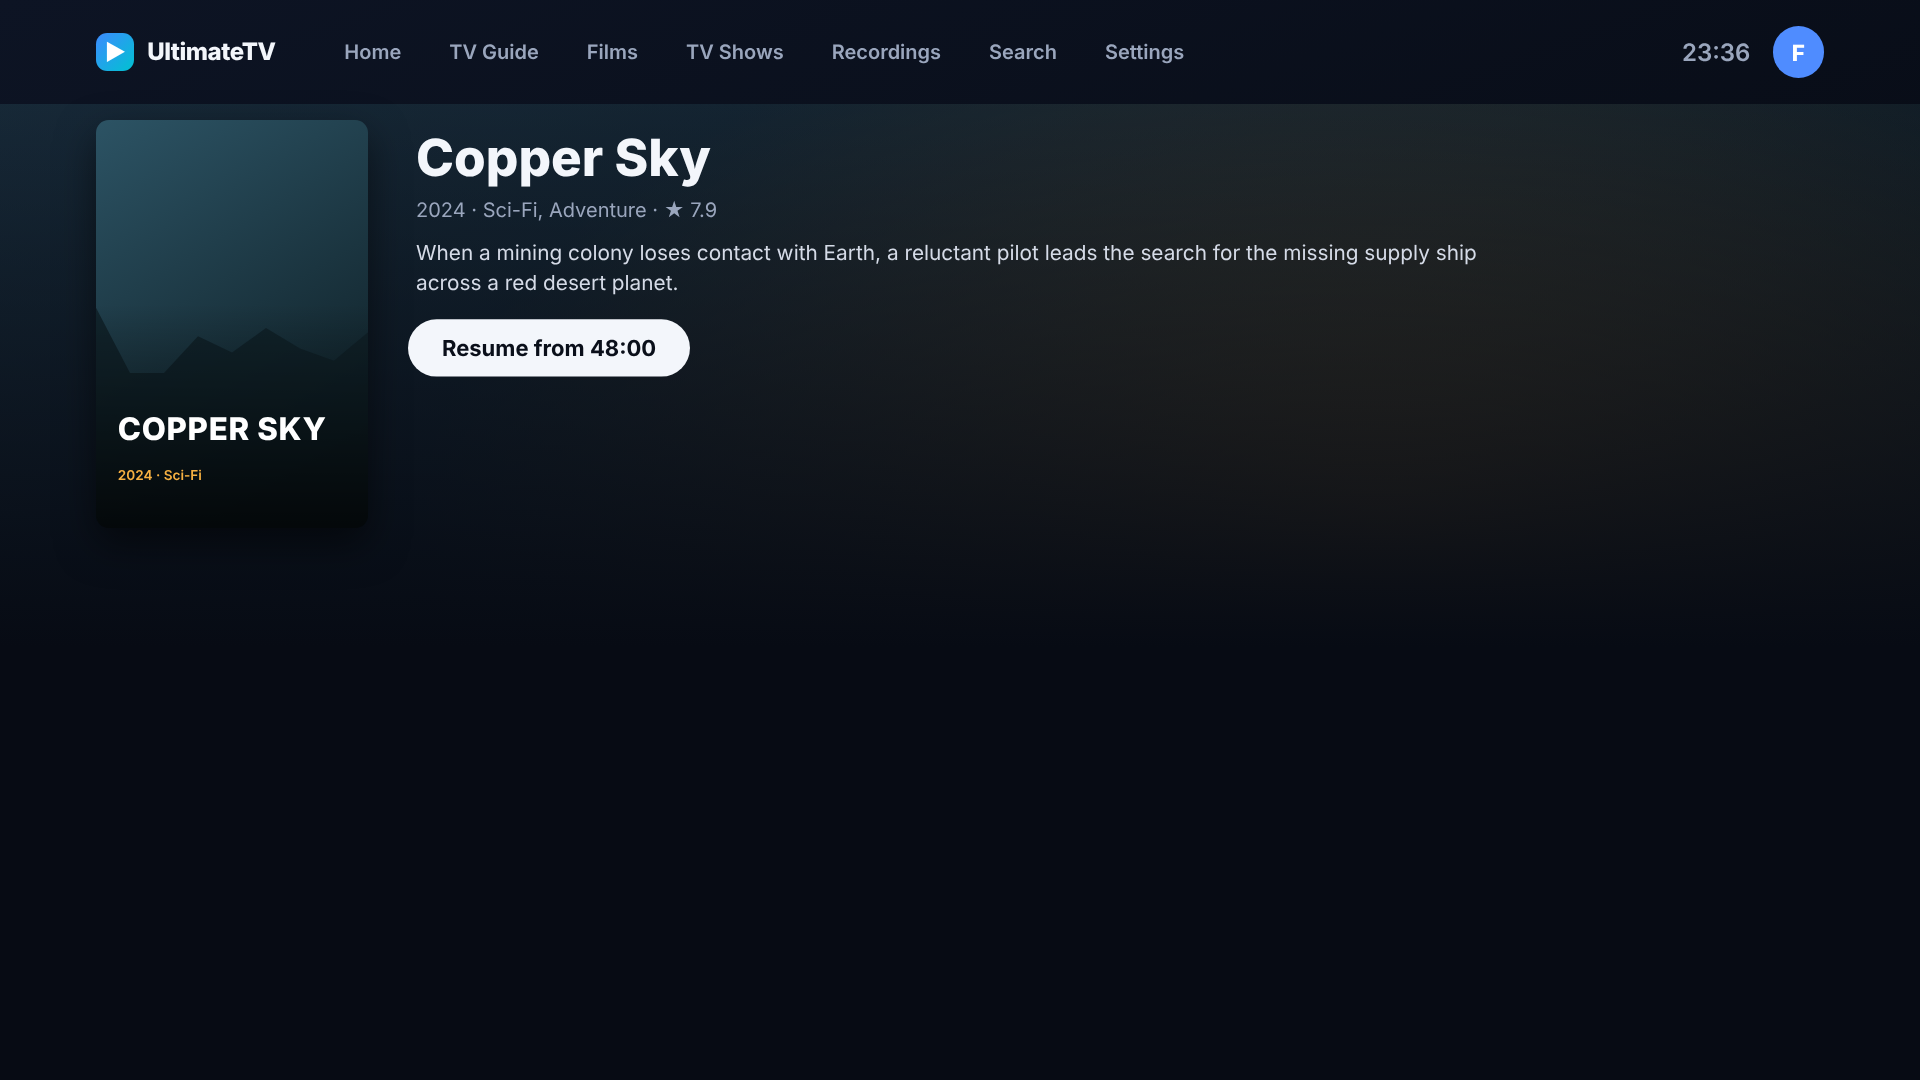 UltimateTV
Home
TV Guide
Films
TV Shows
Recordings
Search
Settings
23:36
F
Copper Sky
2024 · Sci-Fi, Adventure · ★ 7.9
When a mining colony loses contact with Earth, a reluctant pilot leads the search for the missing supply ship
across a red desert planet.
Resume from 48:00
COPPER SKY
2024 · Sci-Fi